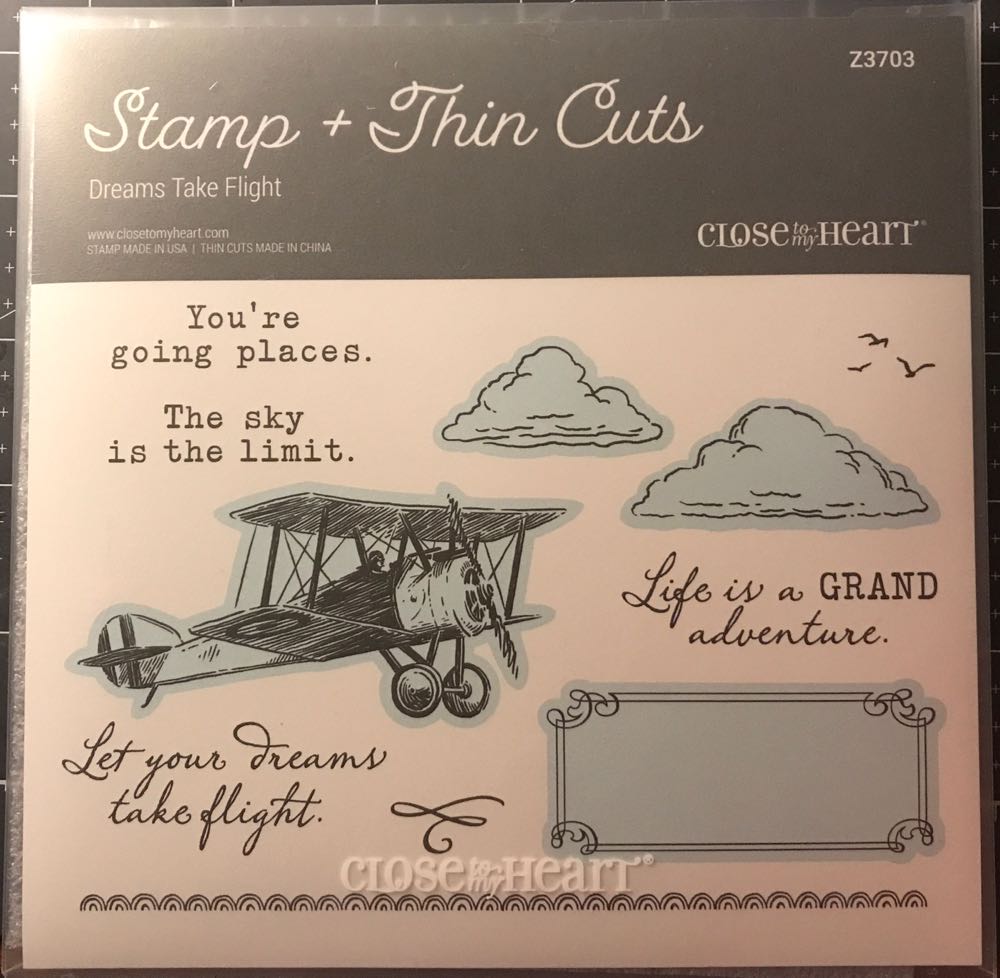 Z3703
Stamp + Thin Cuts
Dreams Take Flight
www.closetomyheart.com
STAMP MADE IN USA | THIN CUTS MADE IN CHINA
CLOSE to my HEART®
You're
going places.
The sky
is the limit.
Life is a GRAND
adventure.
Let your dreams
take flight.
CLOSE to my HEART®